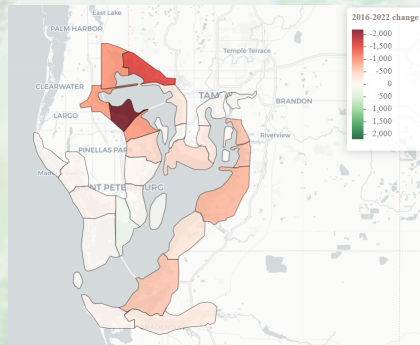 East Lake
PALM HARBOR
Temple Terrace
CLEARWATER
TAM
BRANDON
LARGO
Riverview
PINELLAS PAR
Ma
NT PETERSBURG
2016-2022 change
-2,000
-1,500
-1,000
-500
0
500
1,000
1,500
2,000